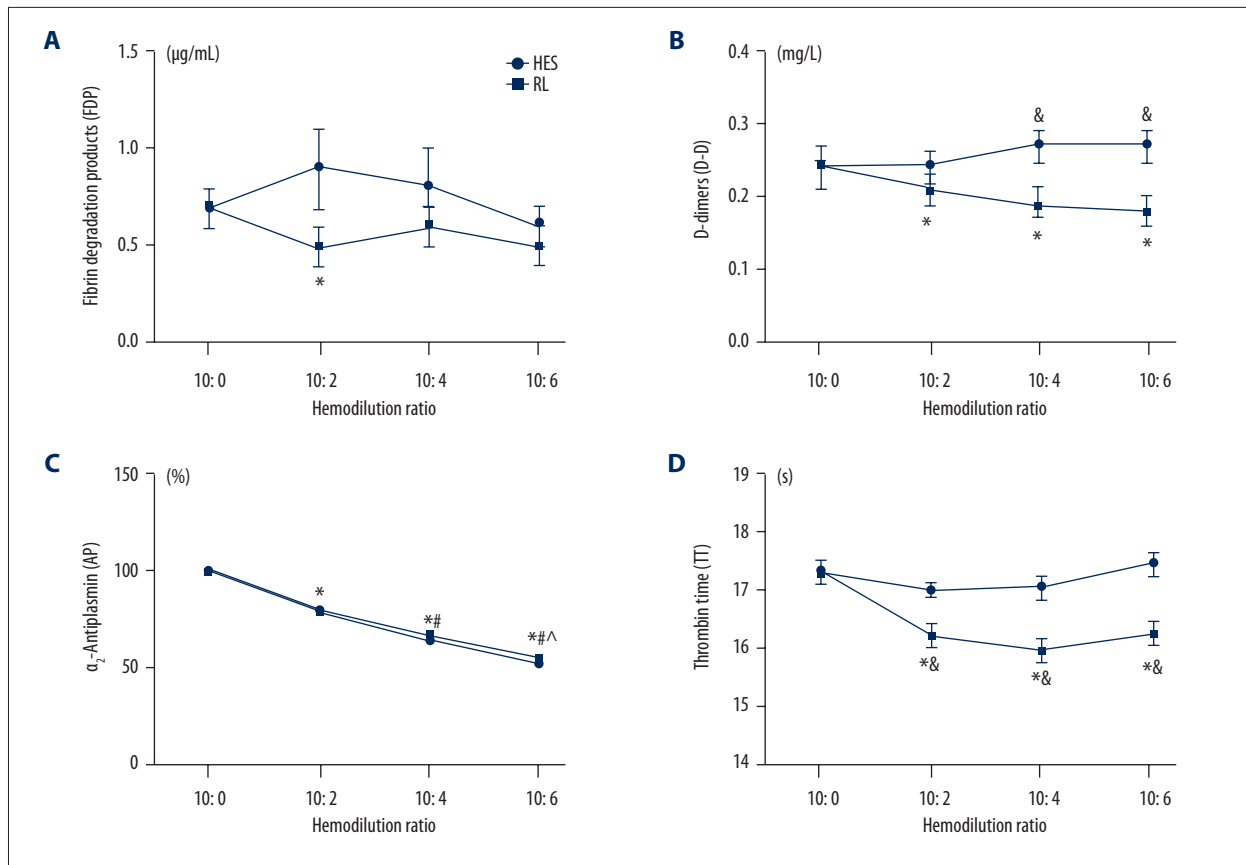 A
(µg/mL)
HES
RL
Fibrin degradation products (FDP)
1.5
1.0
0.5
0.0
*
10: 0 10: 2 10: 4 10: 6
Hemodilution ratio
B
(mg/L)
D-dimers (D-D)
0.4
0.3
0.2
0.1
0.0
& &
* * *
10: 0 10: 2 10: 4 10: 6
Hemodilution ratio
C
(%)
α2-Antiplasmin (AP)
150
100
50
0
* *# *#^
10: 0 10: 2 10: 4 10: 6
Hemodilution ratio
D
(s)
Thrombin time (TT)
19
18
17
16
15
14
*& *& *&
10: 0 10: 2 10: 4 10: 6
Hemodilution ratio